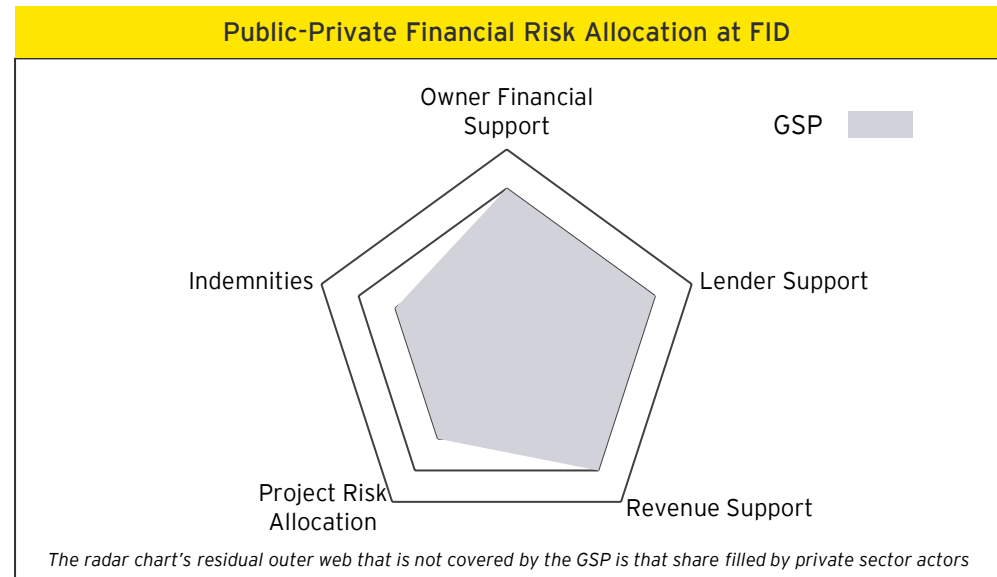 Public-Private Financial Risk Allocation at FID
Owner Financial
Support
GSP
Indemnities
Lender Support
Project Risk
Allocation
Revenue Support
The radar chart's residual outer web that is not covered by the GSP is that share filled by private sector actors